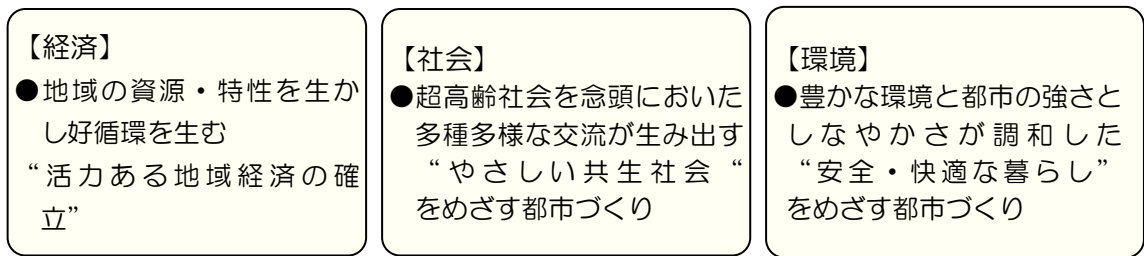 【経済】
●地域の資源・特性を生か
し好循環を生む
“活力ある地域経済の確
立”
【社会】
●超高齢社会を念頭においた
多種多様な交流が生み出す
“やさしい共生社会“
をめざす都市づくり
【環境】
●豊かな環境と都市の強さと
しなやかさが調和した
“安全・快適な暮らし”
をめざす都市づくり